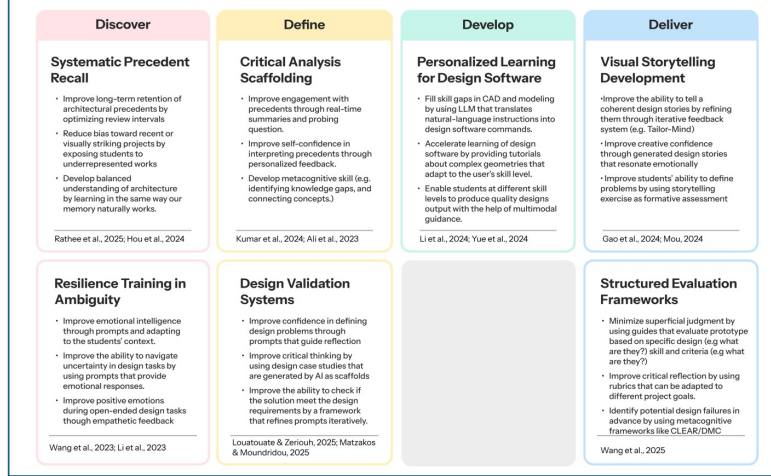 Discover
Define
Develop
Deliver
Systematic Precedent
Recall
• Improve long-term retention of
architectural precedents by
optimizing review intervals
• Reduce bias toward recent or
visually striking projects by
exposing students to
underrepresented works
• Develop balanced
understanding of architecture
by learning in the same way our
memory naturally works.
Rathee et al., 2025; Hou et al., 2024
Critical Analysis
Scaffolding
• Improve engagement with
precedents through real-time
summaries and probing
question.
• Improve self-confidence in
interpreting precedents through
personalized feedback.
• Develop metacognitive skill (e.g.
identifying knowledge gaps, and
connecting concepts.)
Kumar et al., 2024; Ali et al., 2023
Personalized Learning
for Design Software
• Fill skill gaps in CAD and modeling
by using LLM that translates
natural-language instructions into
design software commands.
• Accelerate learning of design
software by providing tutorials
about complex geometries that
adapt to the user's skill level.
• Enable students at different skill
levels to produce quality designs
output with the help of multimodal
guidance.
Li et al., 2024; Yue et al., 2024
Visual Storytelling
Development
•Improve the ability to tell a
coherent design stories by refining
them through iterative feedback
system (e.g. Tailor-Mind)
•Improve creative confidence
through generated design stories
that resonate emotionally
•Improve students' ability to define
problems by using storytelling
exercise as formative assessment
Gao et al., 2024; Mou, 2024
Resilience Training in
Ambiguity
• Improve emotional intelligence
through prompts and adapting
to the students' context.
• Improve the ability to navigate
uncertainty in design tasks by
using prompts that provide
emotional responses.
• Improve positive emotions
during open-ended design tasks
though empathetic feedback
Wang et al., 2023; Li et al., 2023
Design Validation
Systems
• Improve confidence in defining
design problems through
prompts that guide reflection
• Improve critical thinking by
using design case studies that
are generated by AI as scaffolds
• Improve the ability to check if
the solution meet the design
requirements by a framework
that refines prompts iteratively.
Louatouate & Zeriouh, 2025; Matzakos
& Moundridou, 2025
Structured Evaluation
Frameworks
• Minimize superficial judgment by
using guides that evaluate prototype
based on specific design (e.g what
are they?) skill and criteria (e.g what
are they?)
• Improve critical reflection by using
rubrics that can be adapted to
different project goals.
• Identify potential design failures in
advance by using metacognitive
frameworks like CLEAR/DMC
Wang et al., 2025